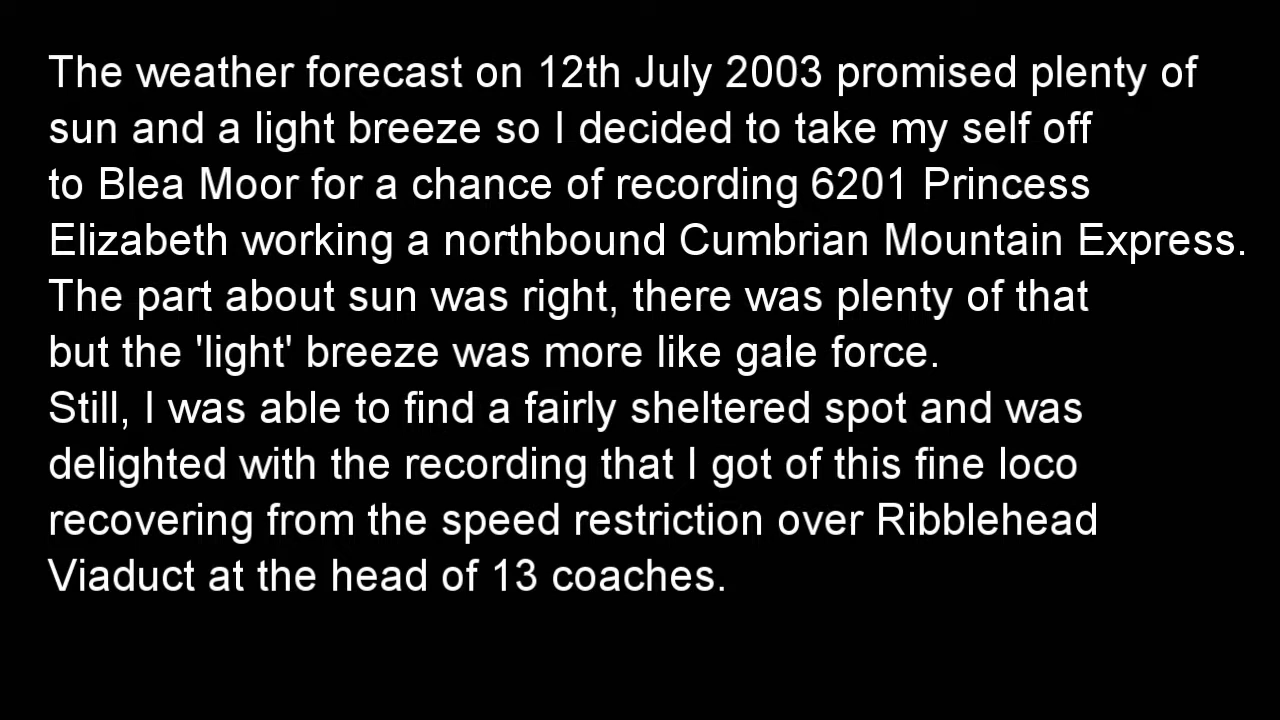 The weather forecast on 12th July 2003 promised plenty of
sun and a light breeze so I decided to take my self off
to Blea Moor for a chance of recording 6201 Princess
Elizabeth working a northbound Cumbrian Mountain Express.
The part about sun was right, there was plenty of that
but the 'light' breeze was more like gale force.
Still, I was able to find a fairly sheltered spot and was
delighted with the recording that I got of this fine loco
recovering from the speed restriction over Ribblehead
Viaduct at the head of 13 coaches.